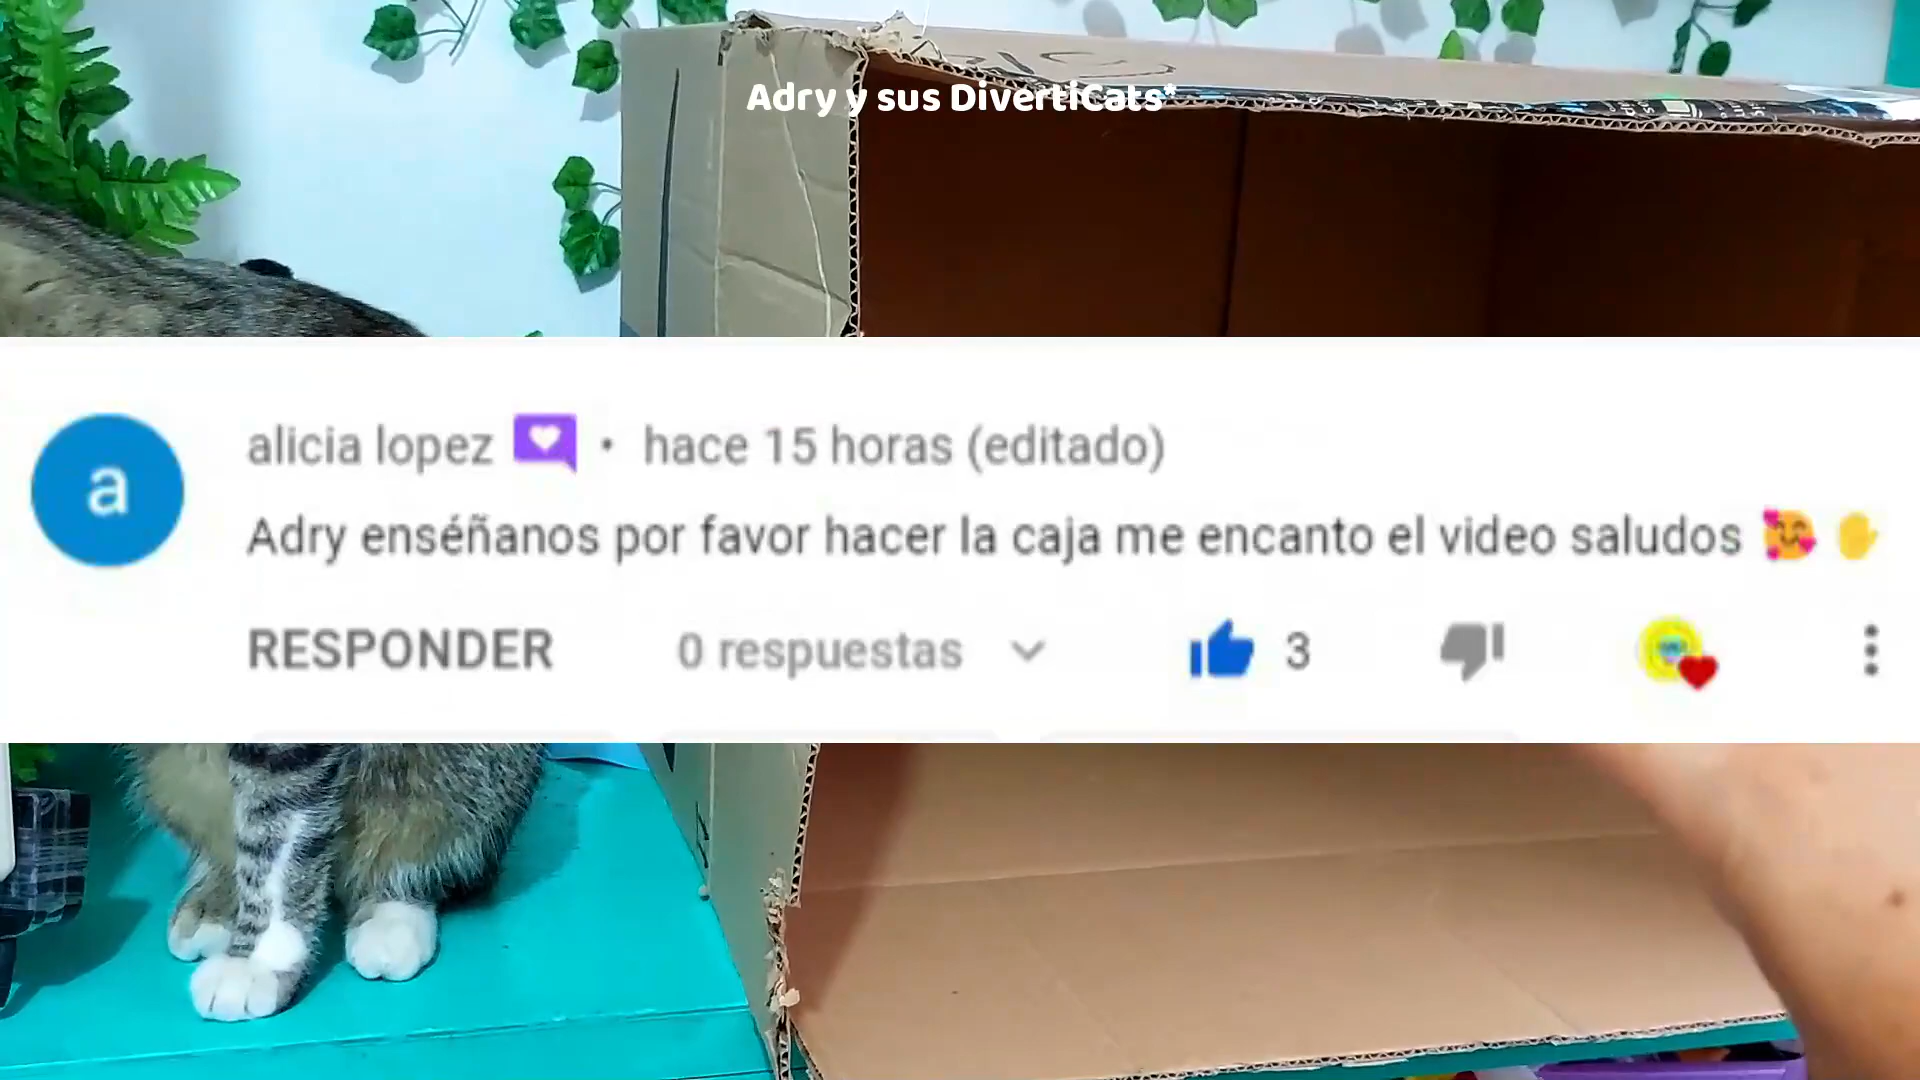 Adry y sus DivertiCats*
a
alicia lopez • hace 15 horas (editado)
Adry enséñanos por favor hacer la caja me encanto el video saludos 🥰 ✋
RESPONDER 0 respuestas 3